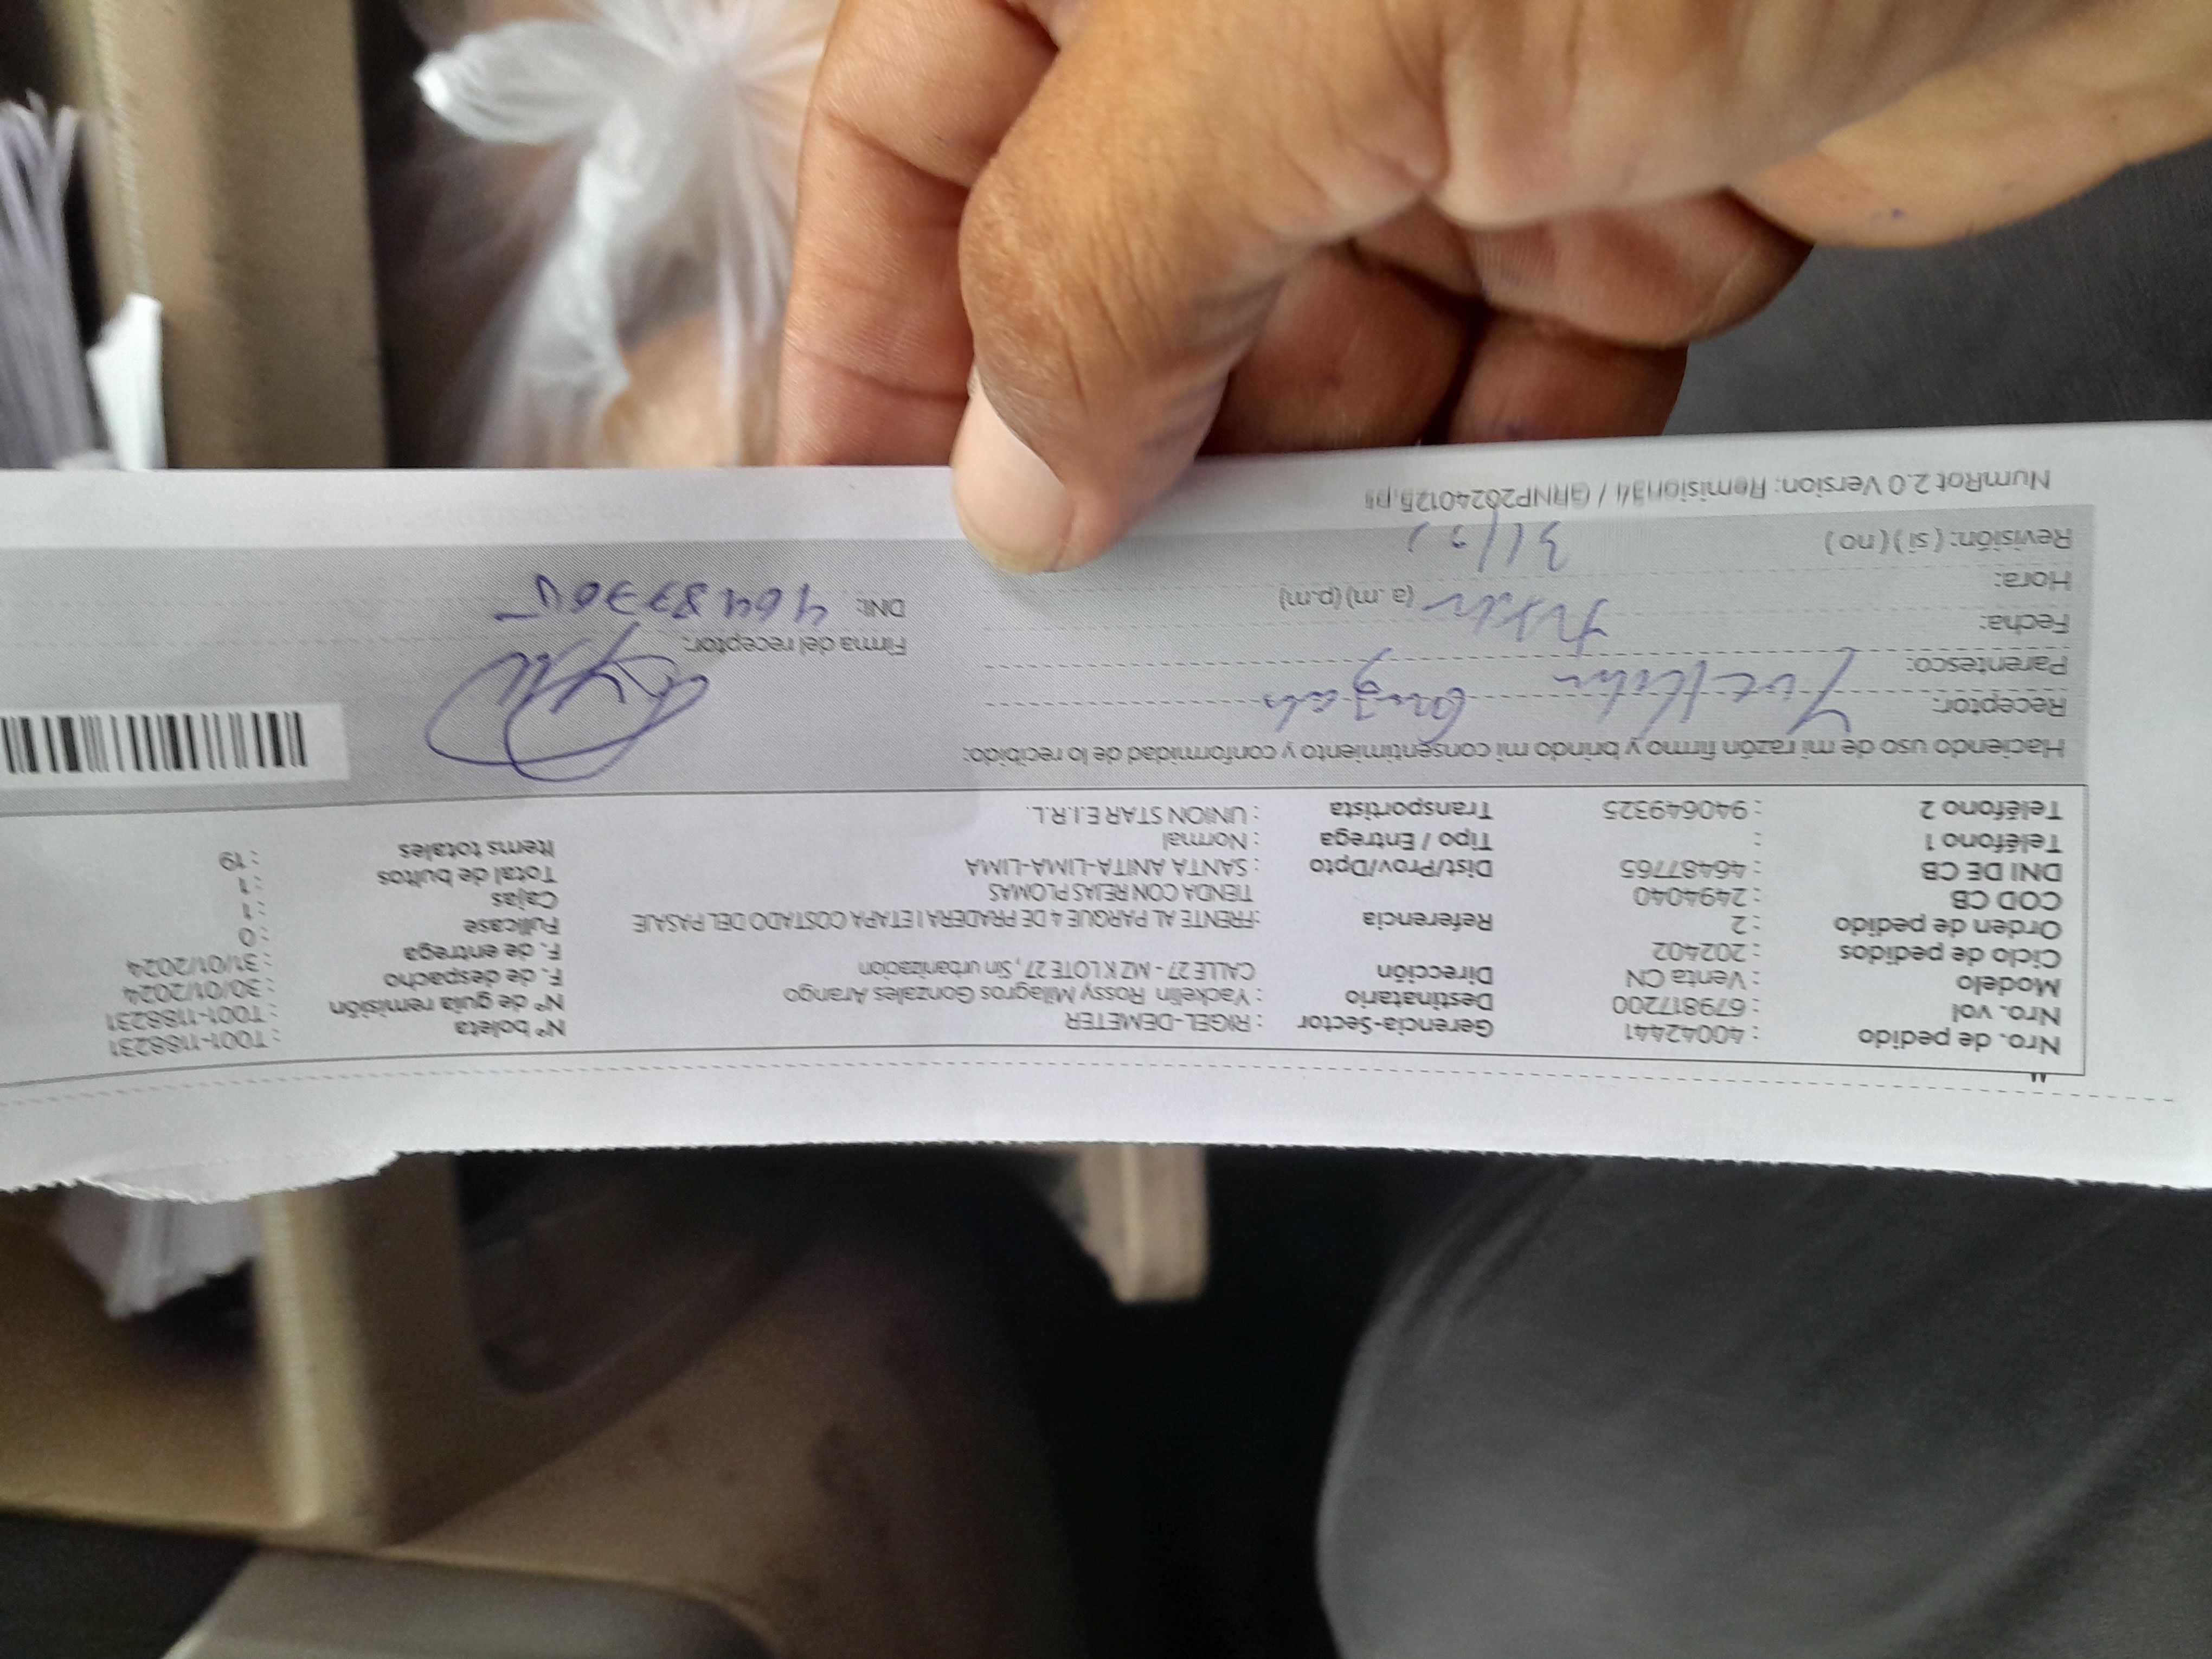 Nro. de pedido : 40042441 Gerencia-Sector : RIGEL-DEMETER Nº boleta : T001-1188231
Nro. vol : 679817200 Destinatario : Yackelin Rossy Milagros Gonzales Arango Nº de guía remisión : T001-1188231
Modelo : Venta CN Dirección CALLE 27 - MZ K LOTE 27, Sin urbanizacion F. de despacho : 30/01/2024
Ciclo de pedidos : 202402 F. de entrega : 31/01/2024
Orden de pedido : 2 Referencia :FRENTE AL PARQUE 4 DE PRADERA I ETAPA COSTADO DEL PASAJE Fullcase : 0
COD CB : 2494040 TIENDA CON REJAS PLOMAS Cajas : 1
DNI DE CB : 46487765 Dist/Prov/Dpto : SANTA ANITA-LIMA-LIMA Total de bultos : 1
Teléfono 1 : Tipo / Entrega : Normal Items totales : 19
Teléfono 2 : 940649325 Transportista : UNION STAR E.I.R.L.
Haciendo uso de mi razón firmo y brindo mi consentimiento y conformidad de lo recibido:
Receptor:
Parentesco: Firma del receptor:
Fecha: DNI:
Hora: (a. m) (p.m)
Revisión: ( si ) ( no )
NumRot 2.0 Version: Remision34 / GRNP20240125.ps